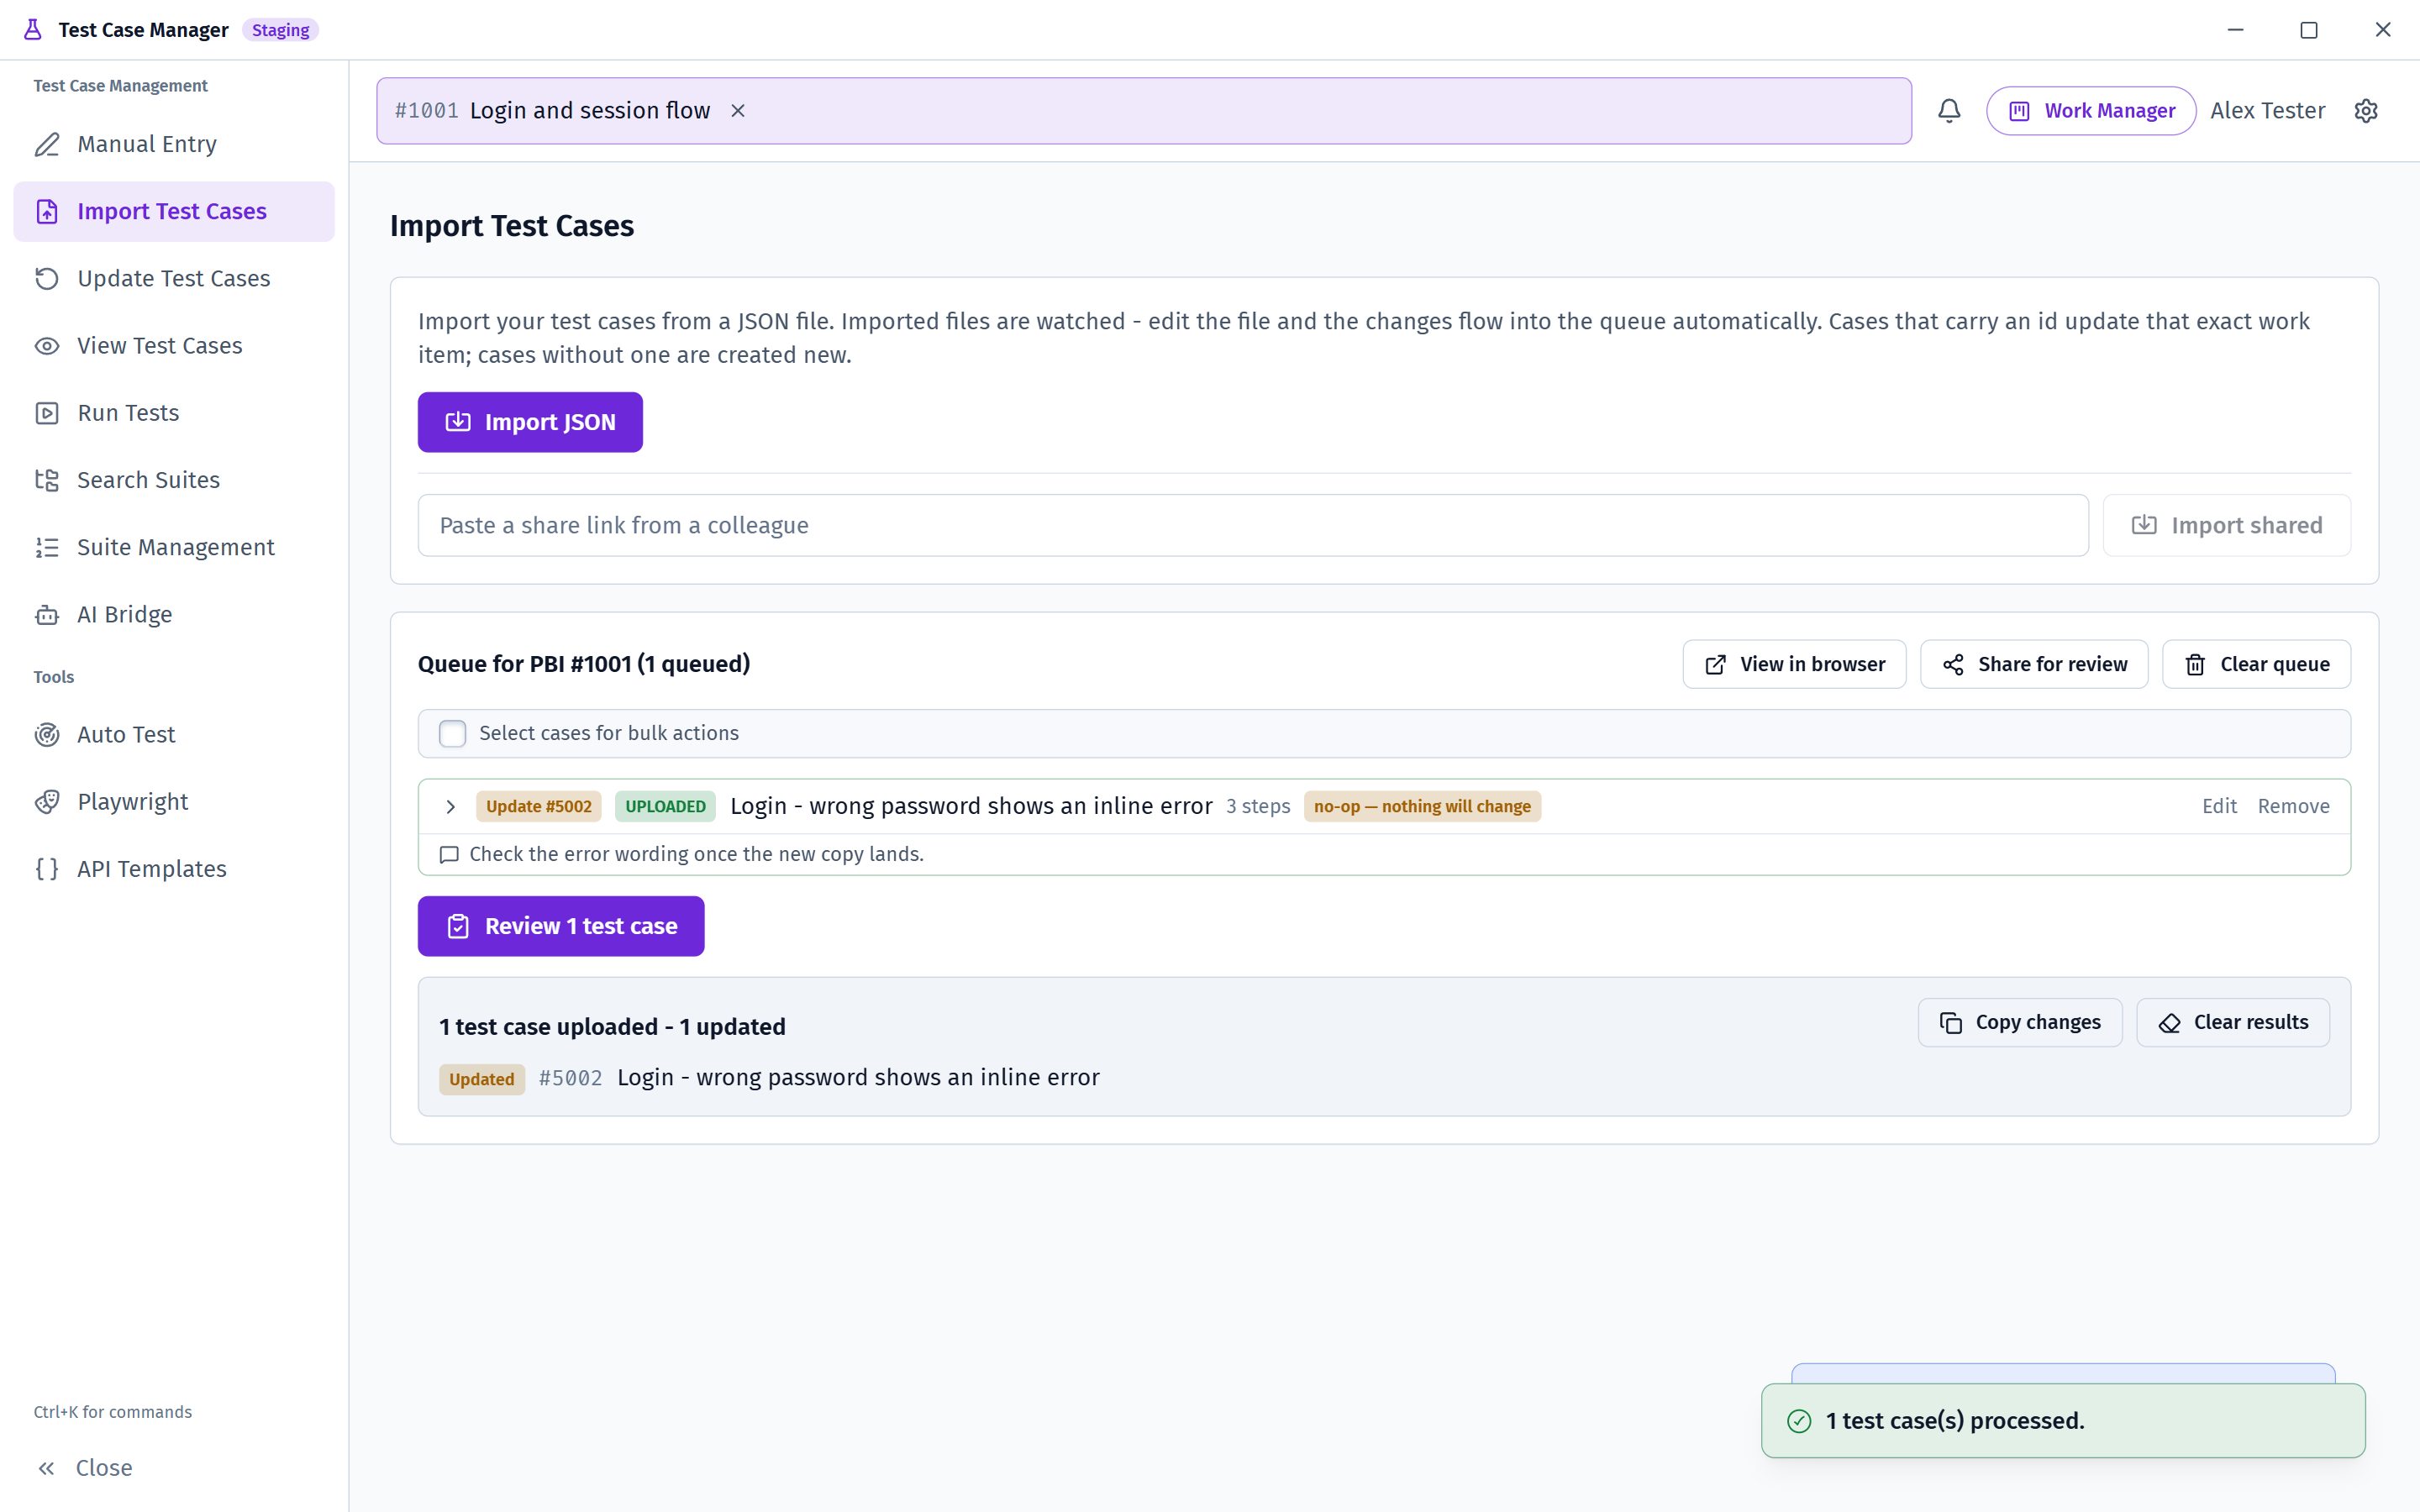 Test Case Manager Staging
Test Case Management
Manual Entry
Import Test Cases
Update Test Cases
View Test Cases
Run Tests
Search Suites
Suite Management
AI Bridge
Tools
Auto Test
Playwright
API Templates
Ctrl+K for commands
Close
#1001 Login and session flow
Work Manager
Alex Tester
Import Test Cases
Import your test cases from a JSON file. Imported files are watched - edit the file and the changes flow into the queue automatically. Cases that carry an id update that exact work
item; cases without one are created new.
Import JSON
Paste a share link from a colleague
Import shared
Queue for PBI #1001 (1 queued)
View in browser
Share for review
Clear queue
Select cases for bulk actions
Update #5002 UPLOADED Login - wrong password shows an inline error 3 steps no-op — nothing will change Edit Remove
Check the error wording once the new copy lands.
Review 1 test case
1 test case uploaded - 1 updated
Copy changes
Clear results
Updated #5002 Login - wrong password shows an inline error
1 test case(s) processed.